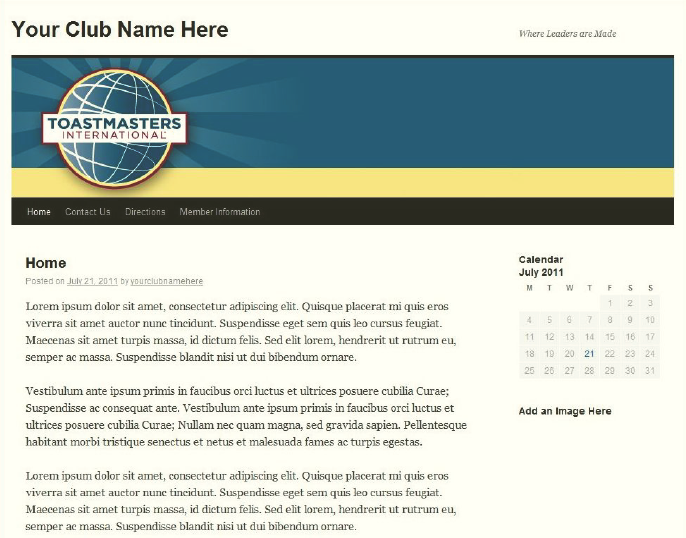 Your Club Name Here
Where Leaders are Made
TOASTMASTERS
INTERNATIONAL
Home Contact Us Directions Member Information
Home
Posted on July 21, 2011 by yourclubnamehere
Lorem ipsum dolor sit amet, consectetur adipiscing elit. Quisque placerat mi quis eros
viverra sit amet auctor nunc tincidunt. Suspendisse eget sem quis leo cursus feugiat.
Maecenas sit amet turpis massa, id dictum felis. Sed elit lorem, hendrerit ut rutrum eu,
semper ac massa. Suspendisse blandit nisi ut dui bibendum ornare.
Vestibulum ante ipsum primis in faucibus orci luctus et ultrices posuere cubilia Curae;
Suspendisse ac consequat ante. Vestibulum ante ipsum primis in faucibus orci luctus et
ultrices posuere cubilia Curae; Nullam nec quam magna, sed gravida sapien. Pellentesque
habitant morbi tristique senectus et netus et malesuada fames ac turpis egestas.
Lorem ipsum dolor sit amet, consectetur adipiscing elit. Quisque placerat mi quis eros
viverra sit amet auctor nunc tincidunt. Suspendisse eget sem quis leo cursus feugiat.
Maecenas sit amet turpis massa, id dictum felis. Sed elit lorem, hendrerit ut rutrum eu,
semper ac massa. Suspendisse blandit nisi ut dui bibendum ornare.
Calendar
July 2011
M T W T F S S
1 2 3
4 5 6 7 8 9 10
11 12 13 14 15 16 17
18 19 20 21 22 23 24
25 26 27 28 29 30 31
Add an Image Here